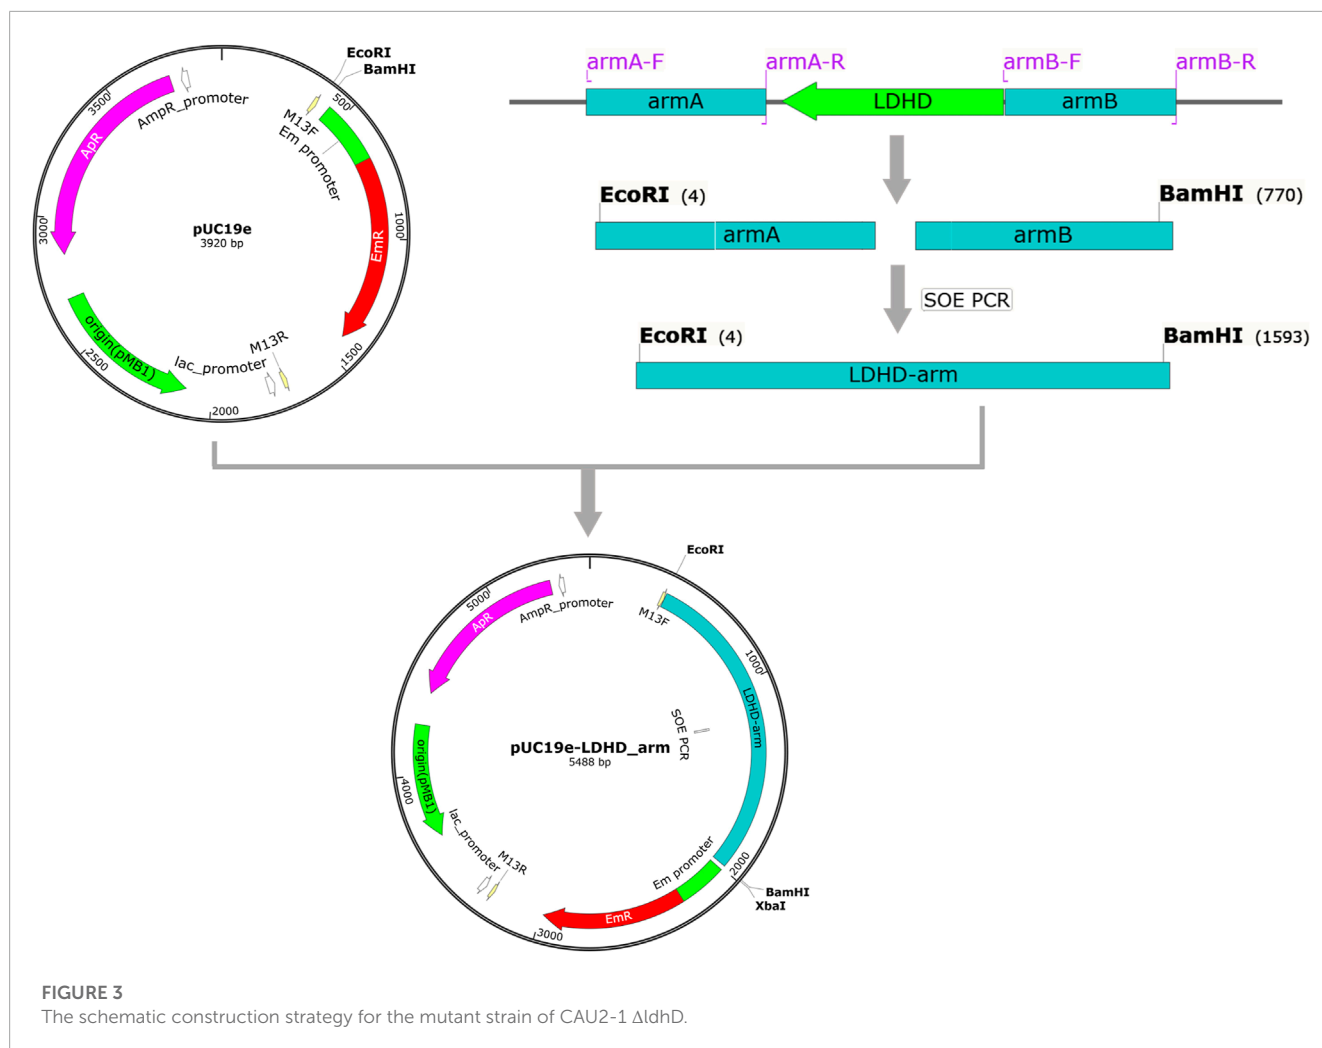 EcoRI
BamHI
500
M13F
Em promoter
AmpR_promoter
3500
ApR
3000
pUC19e
3920 bp
1000
EmR
1500
M13R
lac_promoter
origin(pMB1)
2500
2000
armA-F
armA-R
armB-F
armB-R
armA
LDHD
armB
EcoRI (4)
BamHI (770)
armA
armB
SOE PCR
EcoRI (4)
BamHI (1593)
LDHD-arm
EcoRI
M13F
AmpR_promoter
5000
ApR
1000
LDHD-arm
SOE PCR
pUC19e-LDHD_arm
5488 bp
origin(pMB1)
4000
lac_promoter
M13R
Em promoter
2000
BamHI
XbaI
EmR
3000
FIGURE 3
The schematic construction strategy for the mutant strain of CAU2-1 ΔldhD.